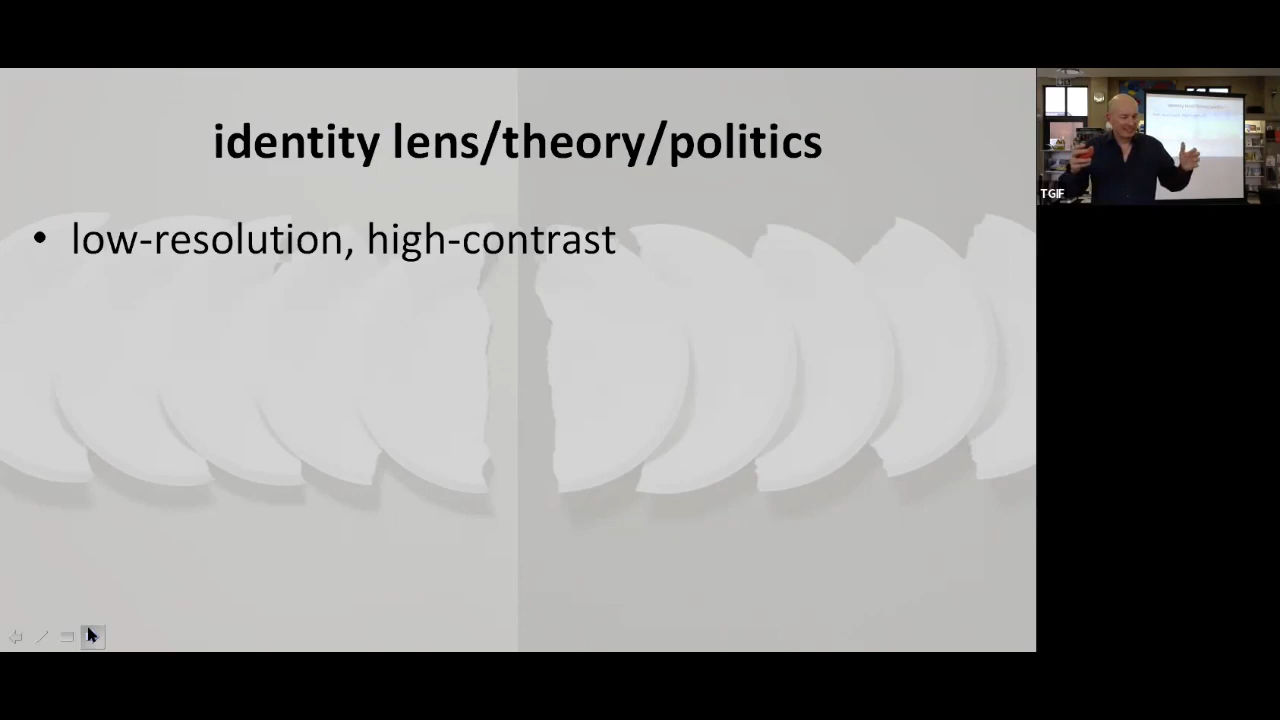 identity lens/theory/politics
• low-resolution, high-contrast
TGIF